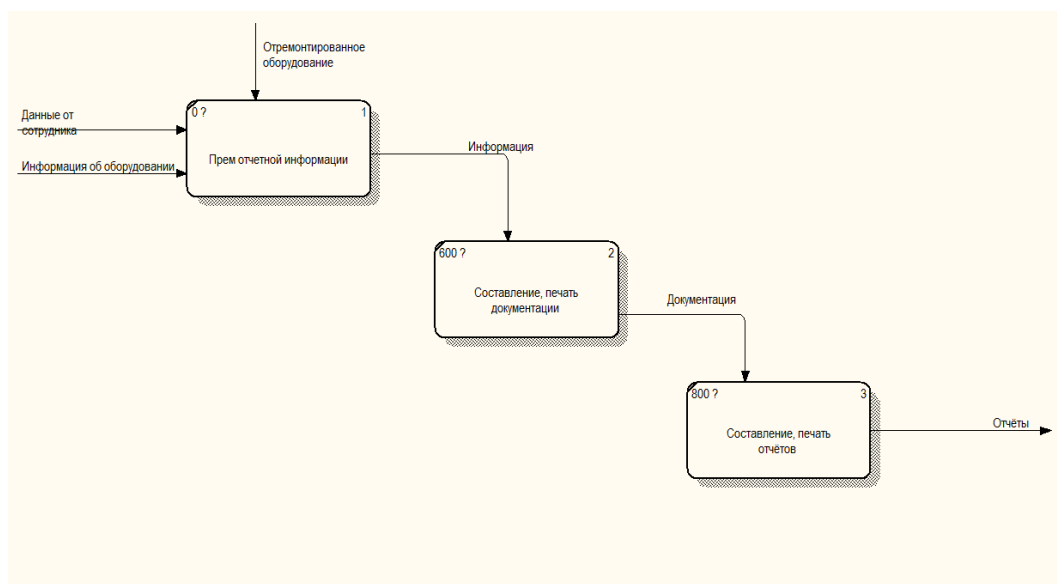 Отремонтированное
оборудование
0 ?
1
Данные от
сотрудника
Прем отчетной информации
Информация об оборудовании
Информация
600 ?
2
Составление, печать
документации
Документация
800 ?
3
Составление, печать
отчётов
Отчёты